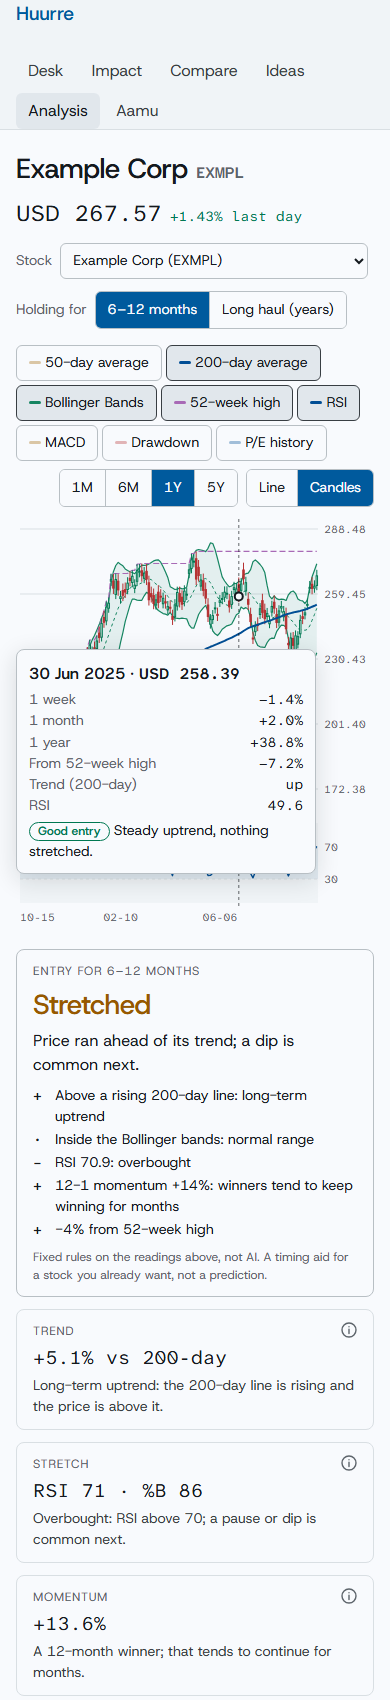 Huurre
Desk Impact Compare Ideas
Analysis Aamu
Example Corp EXMPL
USD 267.57 +1.43% last day
Stock Example Corp (EXMPL)
Holding for 6–12 months Long haul (years)
50-day average 200-day average
Bollinger Bands 52-week high RSI
MACD Drawdown P/E history
1M 6M 1Y 5Y Line Candles
288.48
259.45
230.43
201.40
172.38
70
30
30 Jun 2025 · USD 258.39
1 week −1.4%
1 month +2.0%
1 year +38.8%
From 52-week high −7.2%
Trend (200-day) up
RSI 49.6
Good entry Steady uptrend, nothing
stretched.
10-15 02-10 06-06
ENTRY FOR 6–12 MONTHS
Stretched
Price ran ahead of its trend; a dip is
common next.
+ Above a rising 200-day line: long-term
uptrend
· Inside the Bollinger bands: normal range
− RSI 70.9: overbought
+ 12-1 momentum +14%: winners tend to keep
winning for months
+ −4% from 52-week high
Fixed rules on the readings above, not AI. A timing aid for
a stock you already want, not a prediction.
TREND
+5.1% vs 200-day
Long-term uptrend: the 200-day line is rising and
the price is above it.
STRETCH
RSI 71 · %B 86
Overbought: RSI above 70; a pause or dip is
common next.
MOMENTUM
+13.6%
A 12-month winner; that tends to continue for
months.